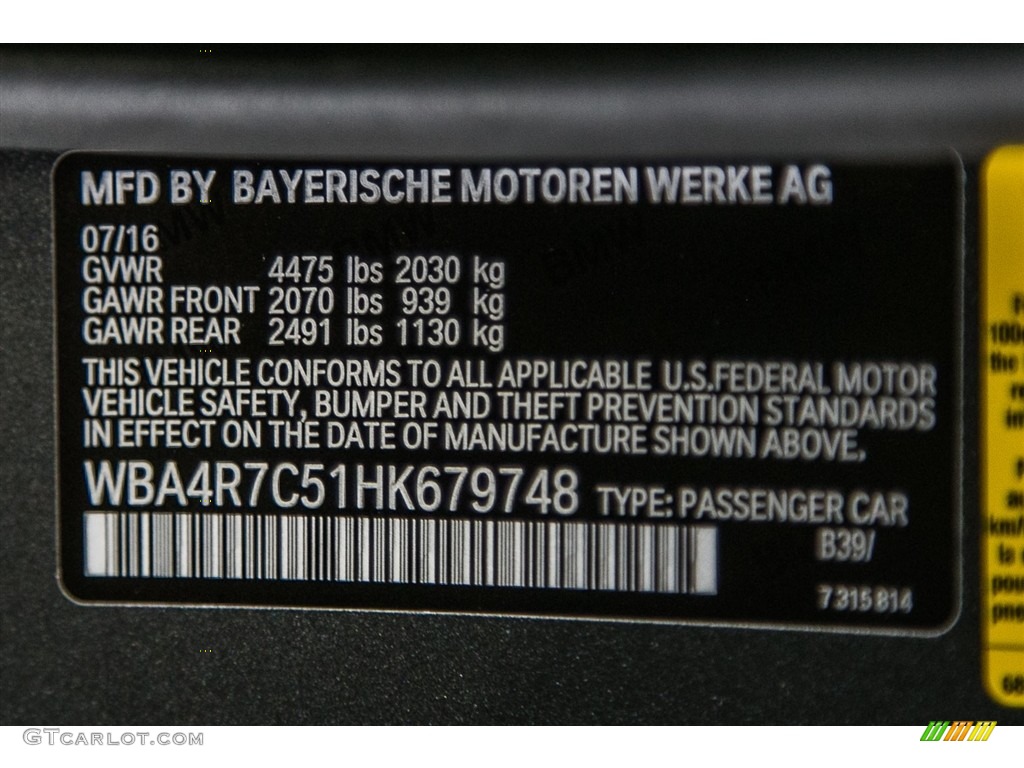 MFD BY BAYERISCHE MOTOREN WERKE AG
07/16
GVWR 4475 lbs 2030 kg
GAWR FRONT 2070 lbs 939 kg
GAWR REAR 2491 lbs 1130 kg
THIS VEHICLE CONFORMS TO ALL APPLICABLE U.S.FEDERAL MOTOR
VEHICLE SAFETY, BUMPER AND THEFT PREVENTION STANDARDS
IN EFFECT ON THE DATE OF MANUFACTURE SHOWN ABOVE.
WBA4R7C51HK679748 TYPE: PASSENGER CAR
B39/
7 315 814
the
la
GTCARLOT.COM